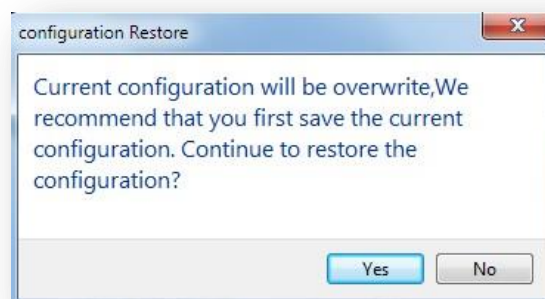 configuration Restore
X
Current configuration will be overwrite,We
recommend that you first save the current
configuration. Continue to restore the
configuration?
Yes
No